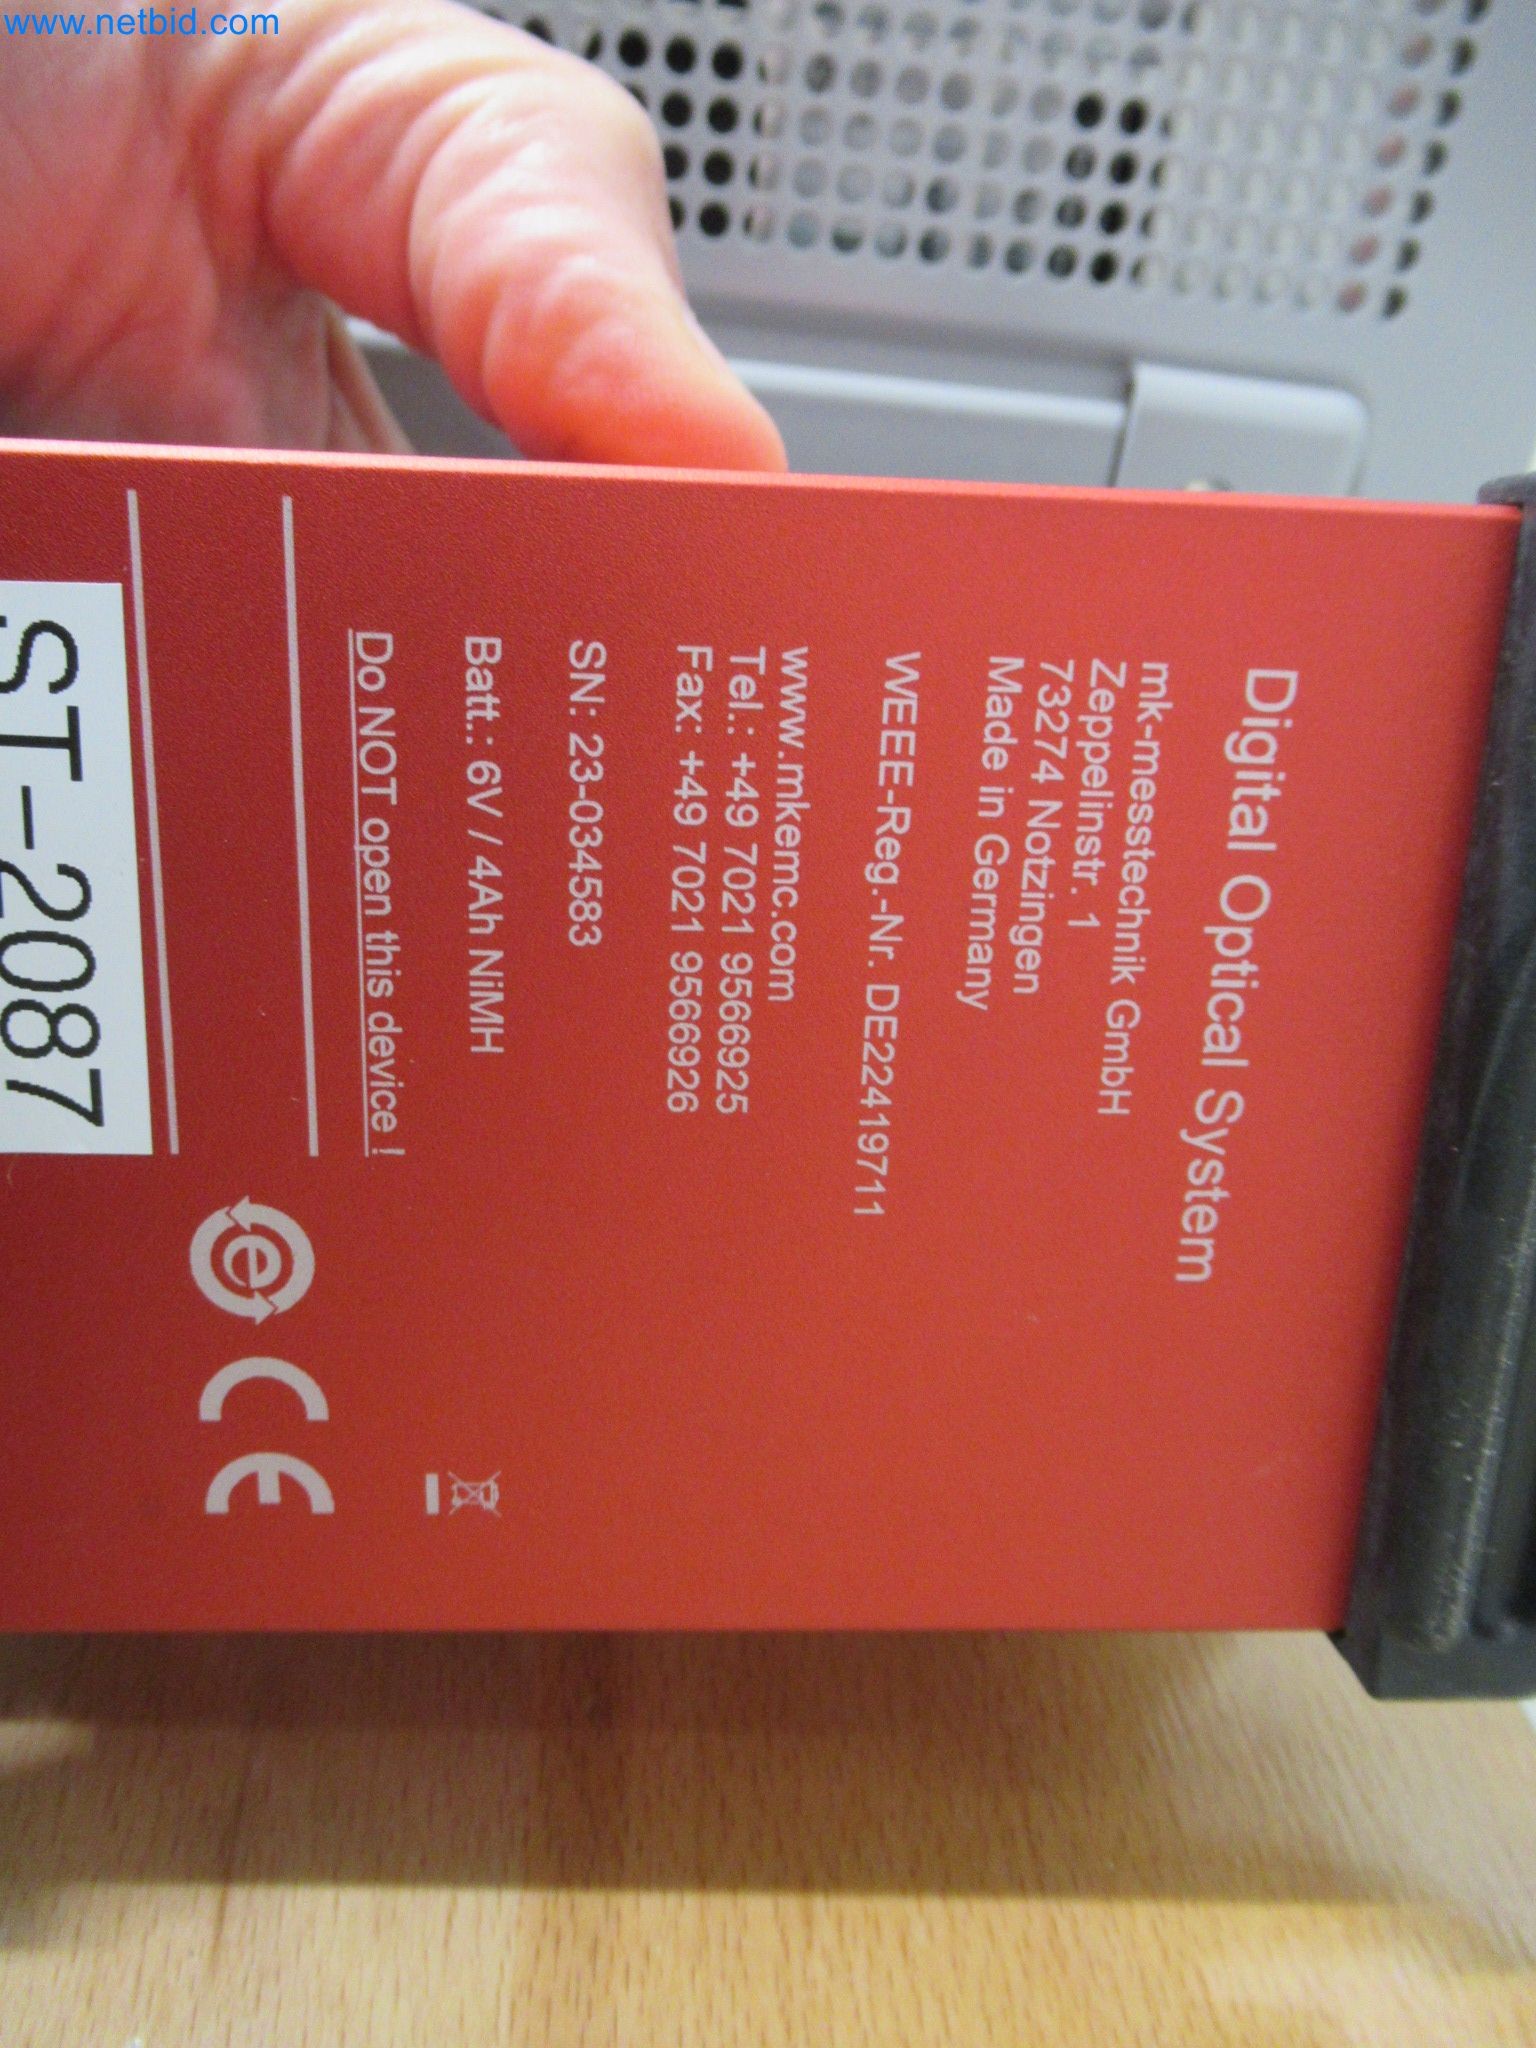 www.netbid.com
Digital Optical System
mk-messtechnik GmbH
Zeppelinstr. 1
73274 Notzingen
Made in Germany
WEEE-Reg.-Nr. DE22419711
www.mkemc.com
Tel.: +49 7021 9566925
Fax: +49 7021 9566926
SN: 23-034583
Batt.: 6V / 4Ah NiMH
Do NOT open this device !
e
CE
ST-2087